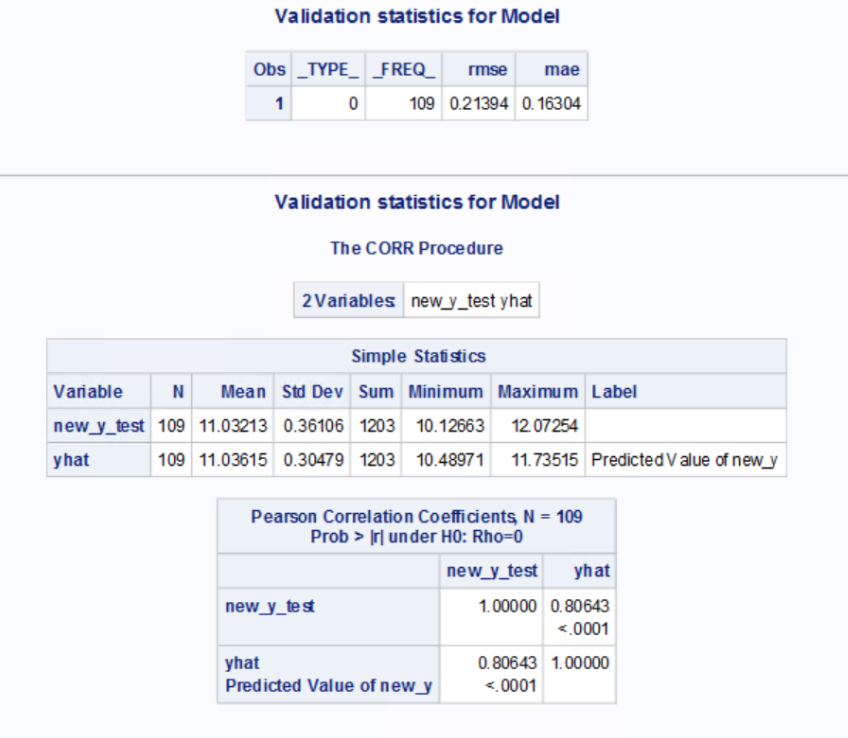 Validation statistics for Model
Obs _TYPE_ _FREQ_ rmse mae
1 0 109 0.21394 0.16304
Validation statistics for Model
The CORR Procedure
2 Variables: new_y_test yhat
Simple Statistics
Variable N Mean Std Dev Sum Minimum Maximum Label
new_y_test 109 11.03213 0.36106 1203 10.12663 12.07254
yhat 109 11.03615 0.30479 1203 10.48971 11.73515 Predicted Value of new_y
Pearson Correlation Coefficients, N = 109
Prob > |r| under H0: Rho=0
new_y_test yhat
new_y_test 1.00000 0.80643
<.0001
yhat 0.80643 1.00000
Predicted Value of new_y <.0001